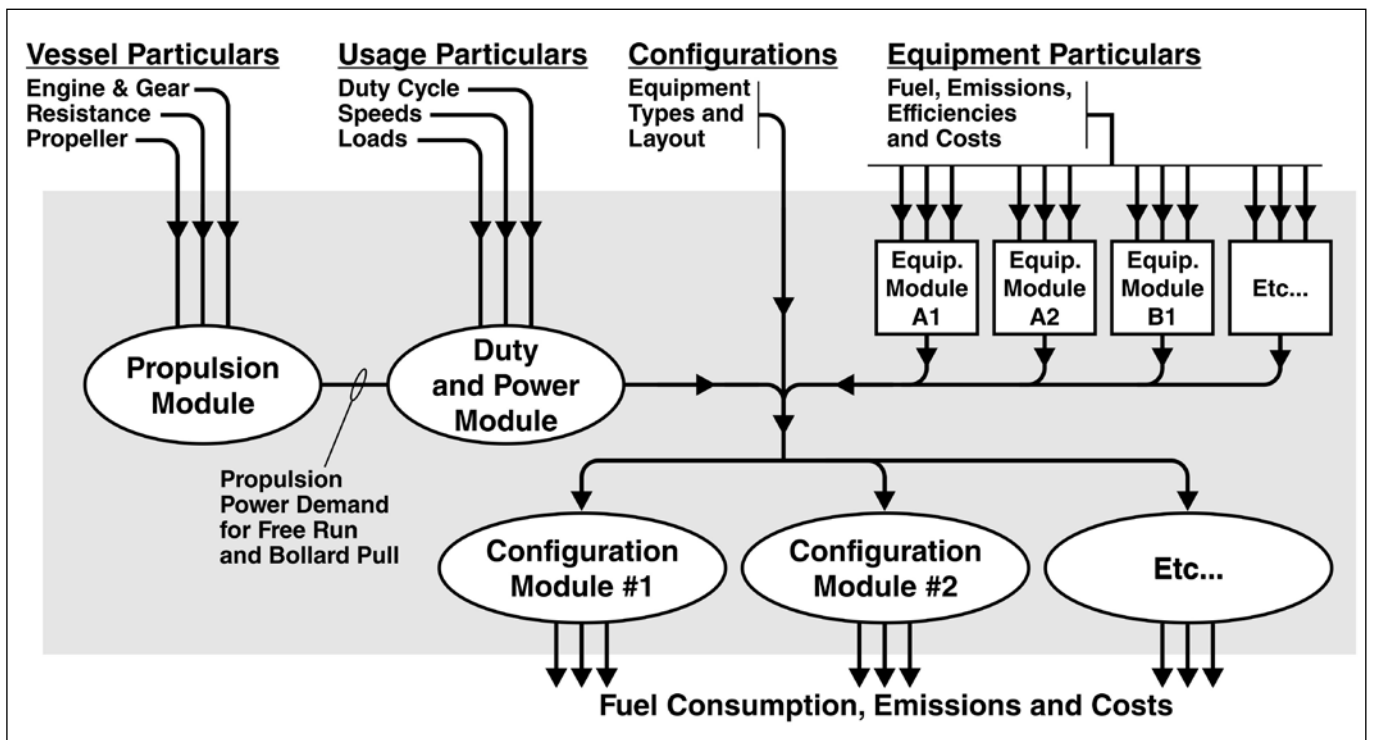 Vessel Particulars
Engine & Gear
Resistance
Propeller
Usage Particulars
Duty Cycle
Speeds
Loads
Configurations
Equipment
Types and
Layout
Equipment Particulars
Fuel, Emissions,
Efficiencies
and Costs
Equip.
Module
A1
Equip.
Module
A2
Equip.
Module
B1
Etc...
Propulsion
Module
Duty
and Power
Module
Propulsion
Power Demand
for Free Run
and Bollard Pull
Configuration
Module #1
Configuration
Module #2
Etc...
Fuel Consumption, Emissions and Costs